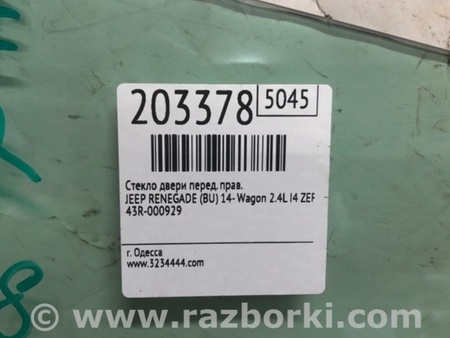 203378 5045
Стекло двери перед. прав.
JEEP RENEGADE (BU) 14- Wagon 2.4L I4 ZER
43R-000929
г. Одесса
www.3234444.com
www.razborki.com